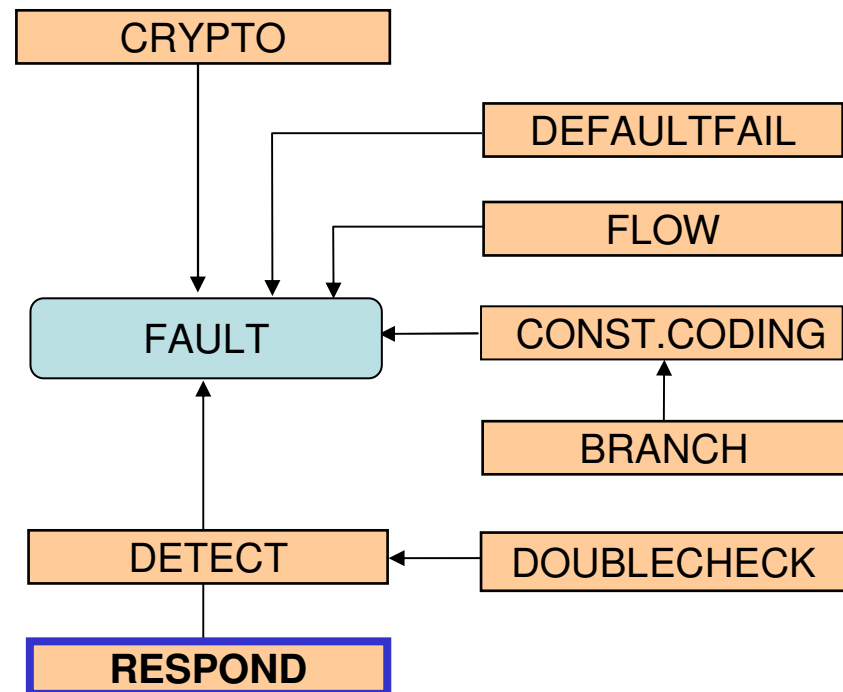 CRYPTO
DEFAULTFAIL
FLOW
FAULT
CONST.CODING
BRANCH
DETECT
DOUBLECHECK
RESPOND